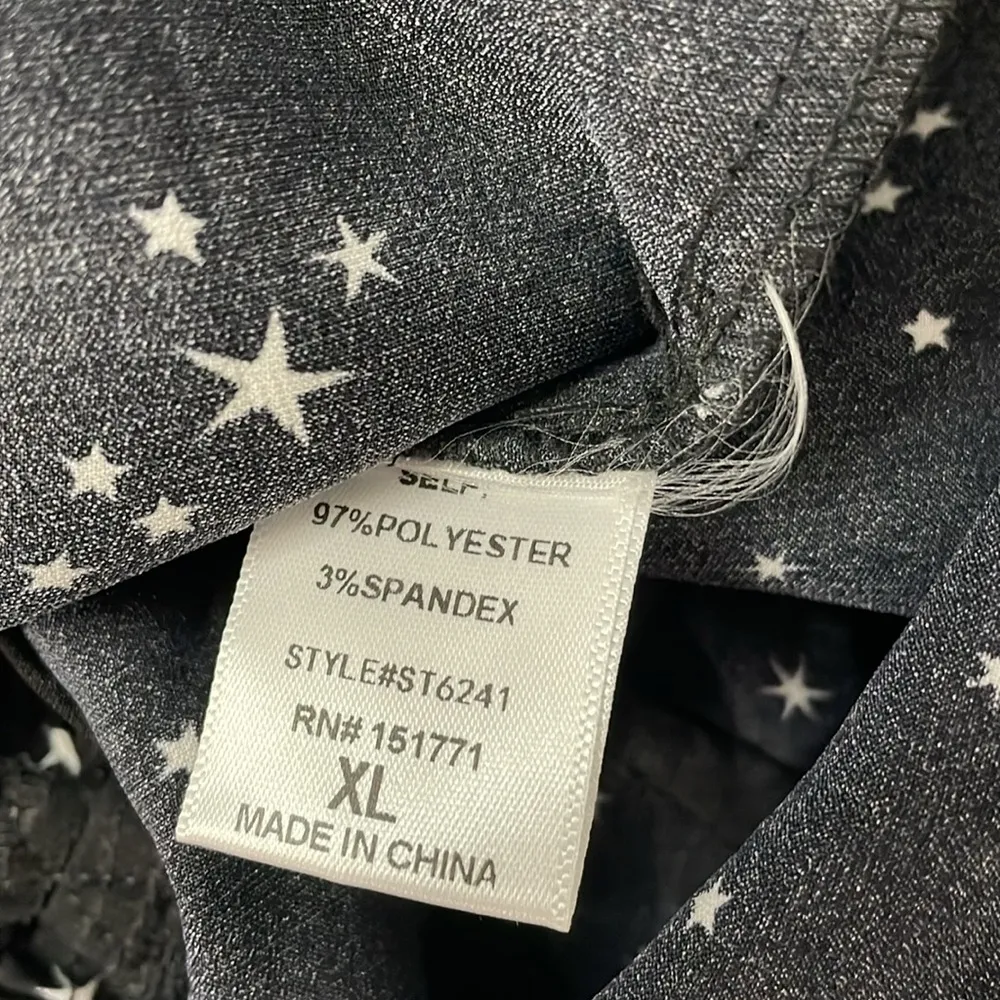 SELF:
97%POLYESTER
3%SPANDEX
STYLE#ST6241
RN# 151771
XL
MADE IN CHINA